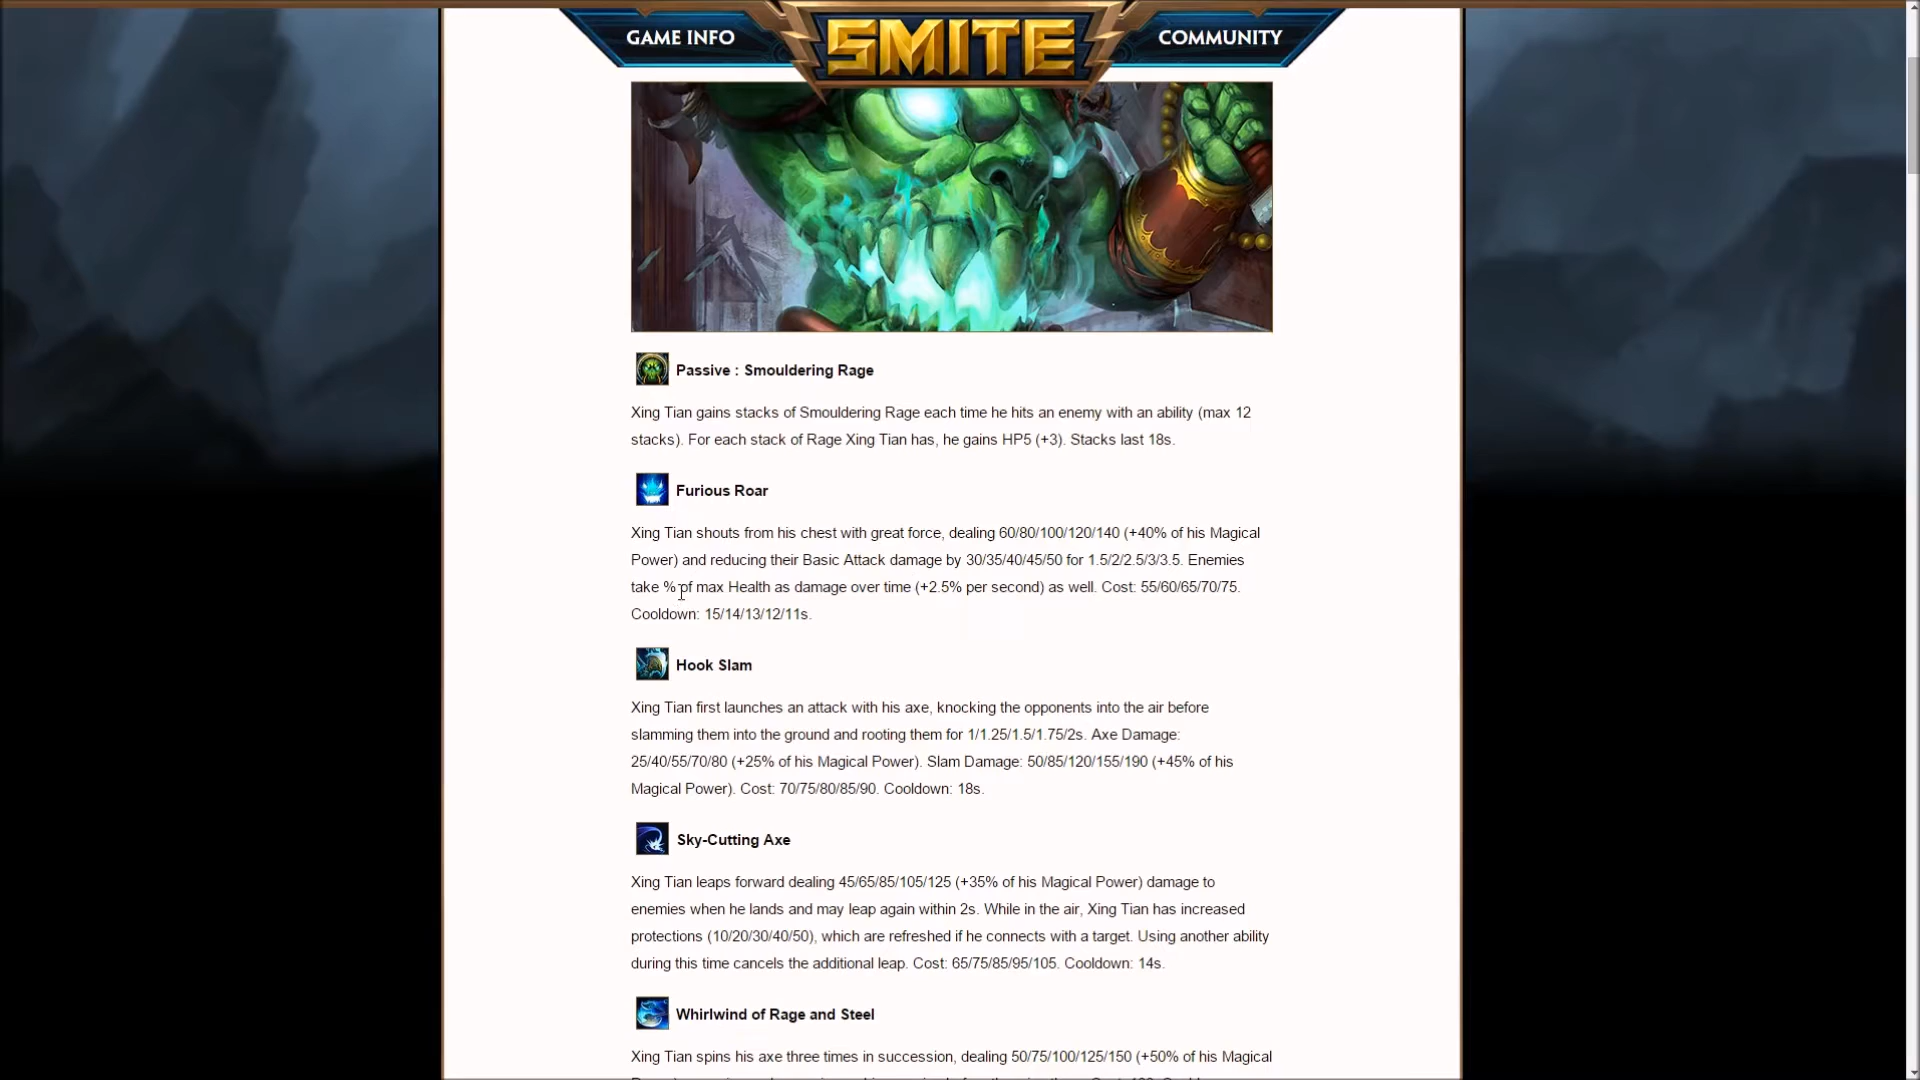 GAME INFO
SMITE
COMMUNITY
Passive : Smouldering Rage
Xing Tian gains stacks of Smouldering Rage each time he hits an enemy with an ability (max 12
stacks). For each stack of Rage Xing Tian has, he gains HP5 (+3). Stacks last 18s.
Furious Roar
Xing Tian shouts from his chest with great force, dealing 60/80/100/120/140 (+40% of his Magical
Power) and reducing their Basic Attack damage by 30/35/40/45/50 for 1.5/2/2.5/3/3.5. Enemies
take % of max Health as damage over time (+2.5% per second) as well. Cost: 55/60/65/70/75.
Cooldown: 15/14/13/12/11s.
Hook Slam
Xing Tian first launches an attack with his axe, knocking the opponents into the air before
slamming them into the ground and rooting them for 1/1.25/1.5/1.75/2s. Axe Damage:
25/40/55/70/80 (+25% of his Magical Power). Slam Damage: 50/85/120/155/190 (+45% of his
Magical Power). Cost: 70/75/80/85/90. Cooldown: 18s.
Sky-Cutting Axe
Xing Tian leaps forward dealing 45/65/85/105/125 (+35% of his Magical Power) damage to
enemies when he lands and may leap again within 2s. While in the air, Xing Tian has increased
protections (10/20/30/40/50), which are refreshed if he connects with a target. Using another ability
during this time cancels the additional leap. Cost: 65/75/85/95/105. Cooldown: 14s.
Whirlwind of Rage and Steel
Xing Tian spins his axe three times in succession, dealing 50/75/100/125/150 (+50% of his Magical